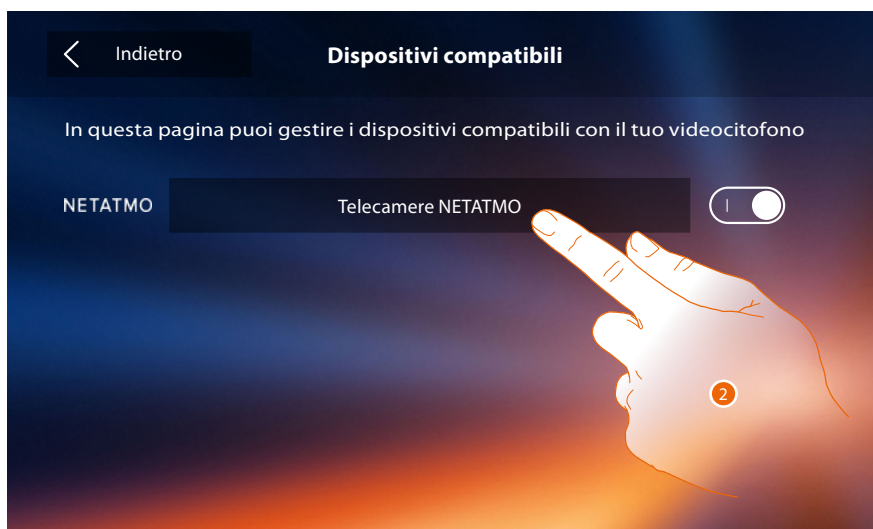 Indietro
Dispositivi compatibili
In questa pagina puoi gestire i dispositivi compatibili con il tuo videocitofono
NETATMO
Telecamere NETATMO
2